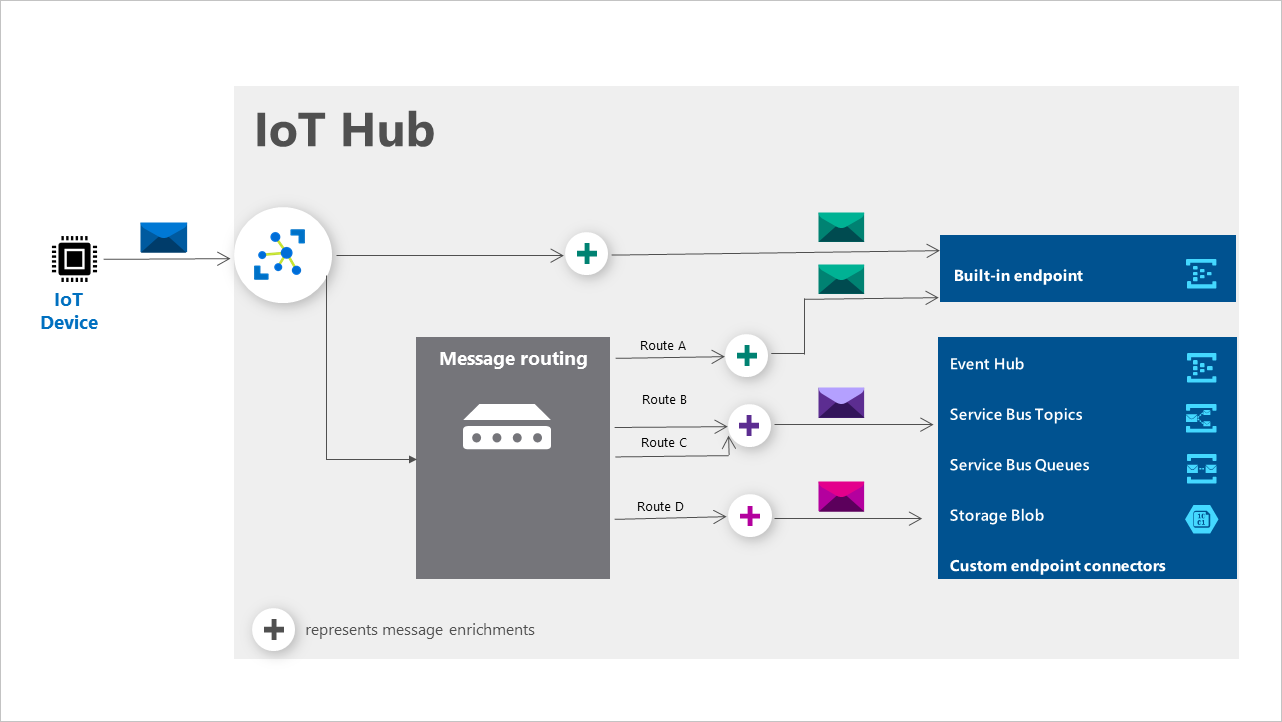 IoT Hub
IoT
Device
Built-in endpoint
Message routing
Route A
Route B
Route C
Route D
Event Hub
Service Bus Topics
Service Bus Queues
Storage Blob
Custom endpoint connectors
represents message enrichments